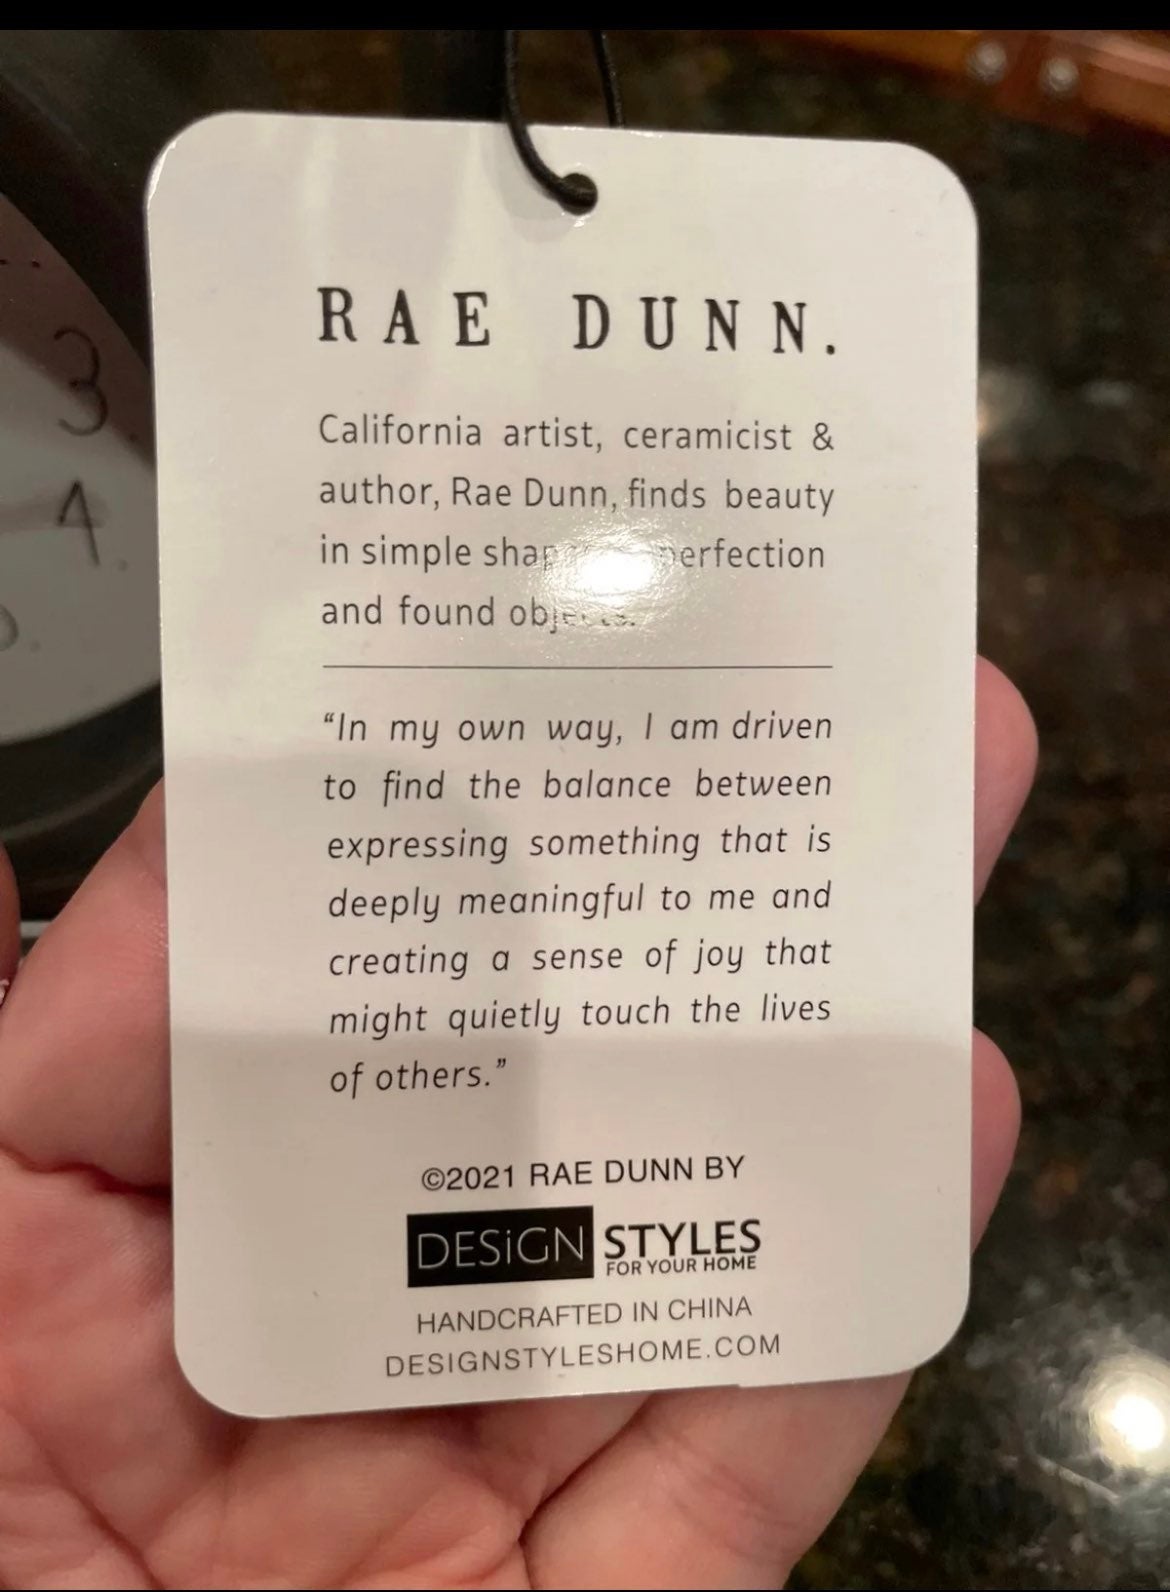 RAE DUNN.
California artist, ceramicist &
author, Rae Dunn, finds beauty
in simple
and found objects.
“In my own way, I am driven
to find the balance between
expressing something that is
deeply meaningful to me and
creating a sense of joy that
might quietly touch the lives
of others.”
©2021 RAE DUNN BY
DESiGN STYLES
FOR YOUR HOME
HANDCRAFTED IN CHINA
DESIGNSTYLESHOME.COM
3.
4.